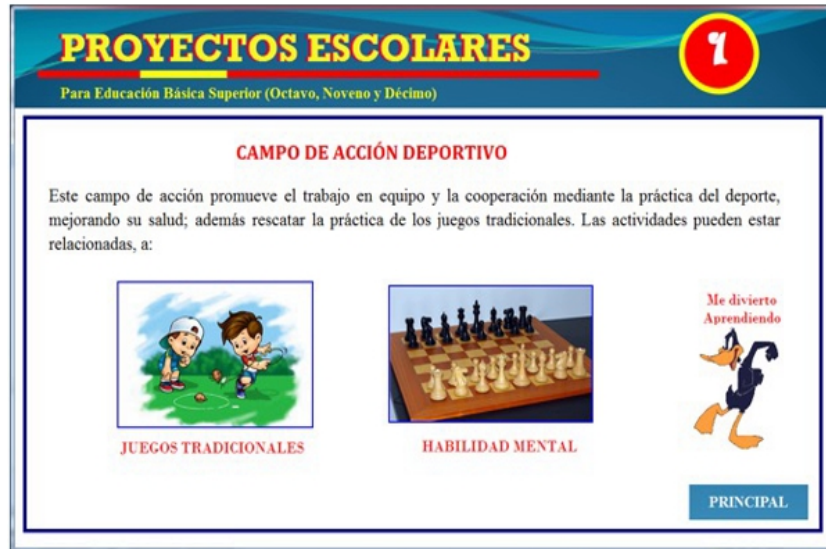 PROYECTOS ESCOLARES
1
Para Educación Básica Superior (Octavo, Noveno y Décimo)
CAMPO DE ACCIÓN DEPORTIVO
Este campo de acción promueve el trabajo en equipo y la cooperación mediante la práctica del deporte,
mejorando su salud; además rescatar la práctica de los juegos tradicionales. Las actividades pueden estar
relacionadas, a:
Me divierto
Aprendiendo
JUEGOS TRADICIONALES
HABILIDAD MENTAL
PRINCIPAL